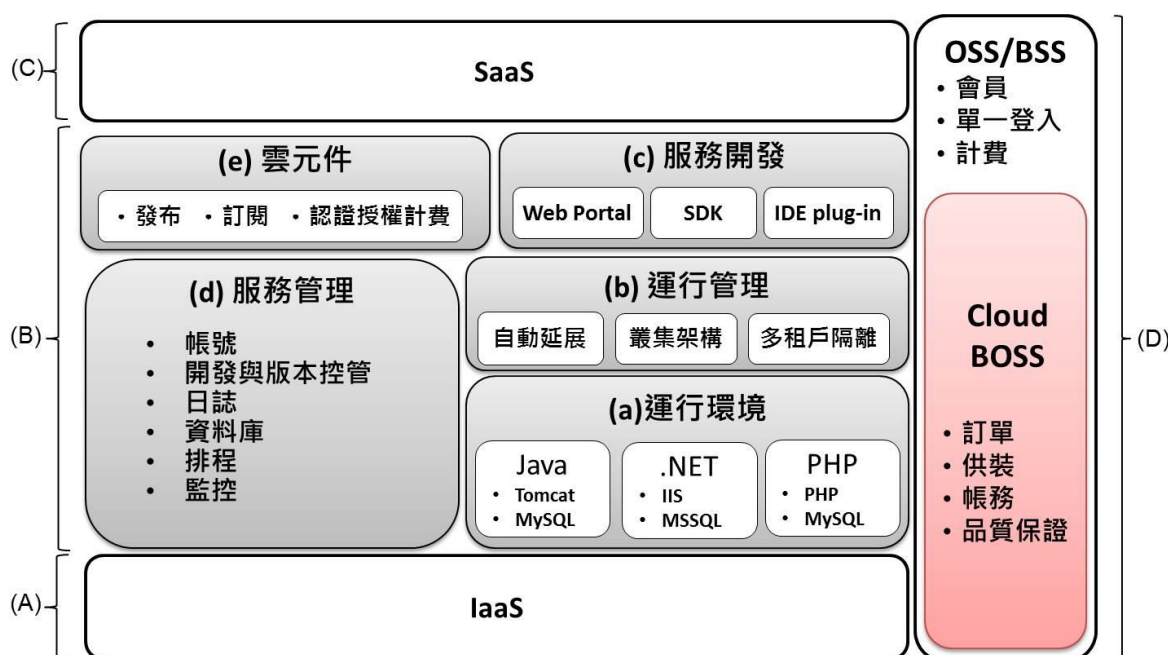 (C)
SaaS
OSS/BSS
• 會員
• 單一登入
• 計費
(B)
(e) 雲元件
• 發布 • 訂閱 • 認證授權計費
(c) 服務開發
Web Portal
SDK
IDE plug-in
(d) 服務管理
• 帳號
• 開發與版本控管
• 日誌
• 資料庫
• 排程
• 監控
(b) 運行管理
自動延展
叢集架構
多租戶隔離
(a)運行環境
Java
• Tomcat
• MySQL
.NET
• IIS
• MSSQL
PHP
• PHP
• MySQL
Cloud
BOSS
• 訂單
• 供裝
• 帳務
• 品質保證
(D)
(A)
IaaS